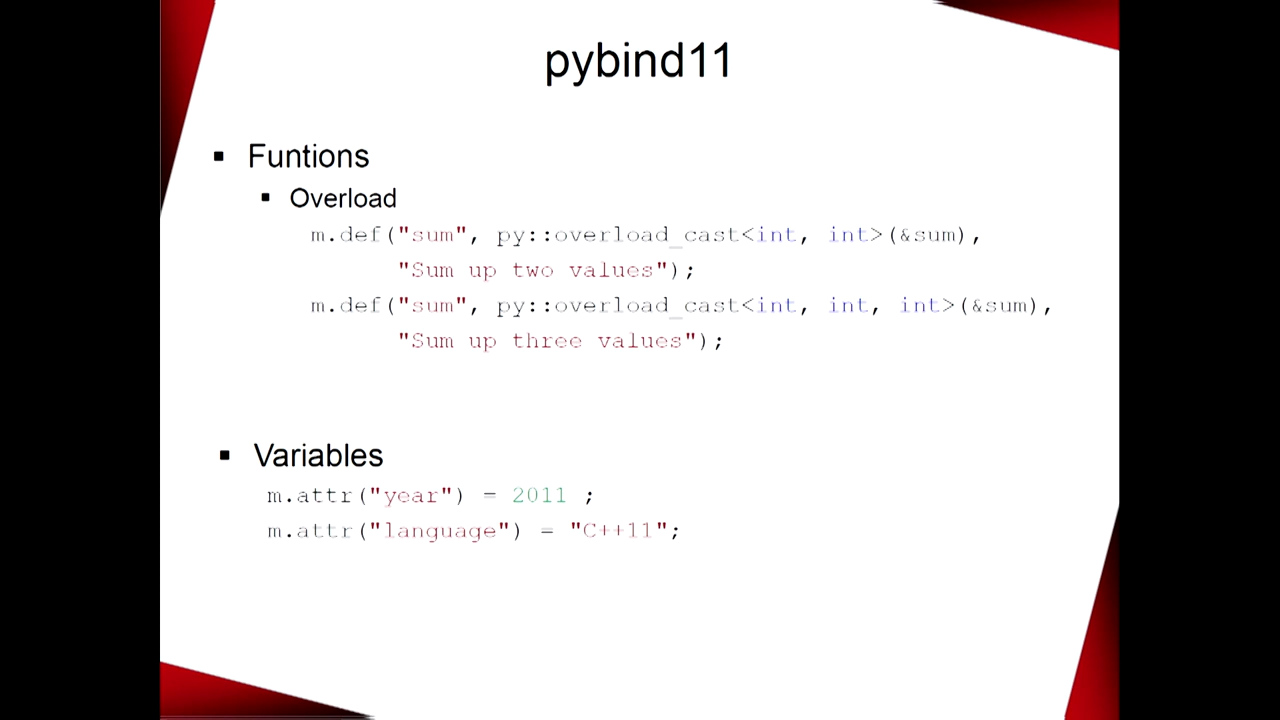 pybind11
▪ Funtions
▪ Overload
m.def("sum", py::overload_cast<int, int>(&sum),
"Sum up two values");
m.def("sum", py::overload_cast<int, int, int>(&sum),
"Sum up three values");
▪ Variables
m.attr("year") = 2011 ;
m.attr("language") = "C++11";